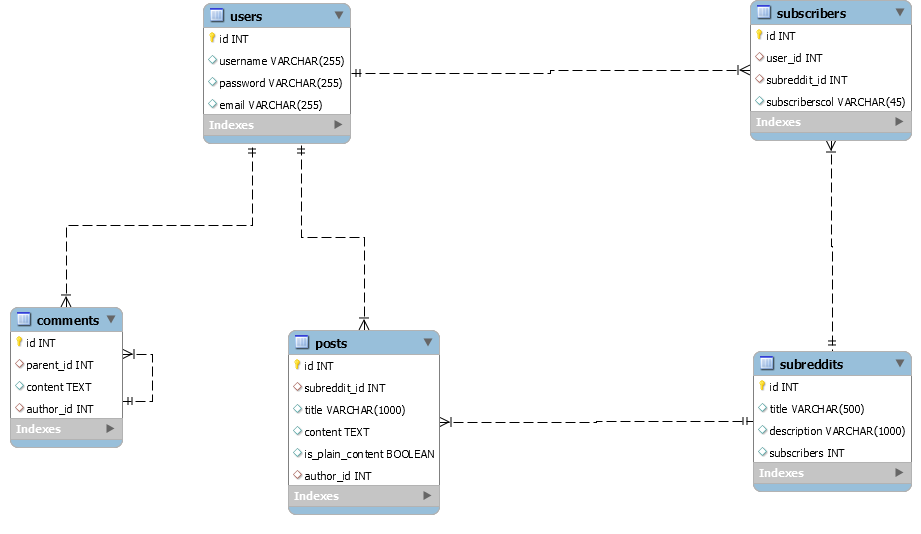 users
id INT
username VARCHAR(255)
password VARCHAR(255)
email VARCHAR(255)
Indexes
subscribers
id INT
user_id INT
subreddit_id INT
subscriberscol VARCHAR(45)
Indexes
comments
id INT
parent_id INT
content TEXT
author_id INT
Indexes
posts
id INT
subreddit_id INT
title VARCHAR(1000)
content TEXT
is_plain_content BOOLEAN
author_id INT
Indexes
subreddits
id INT
title VARCHAR(500)
description VARCHAR(1000)
subscribers INT
Indexes